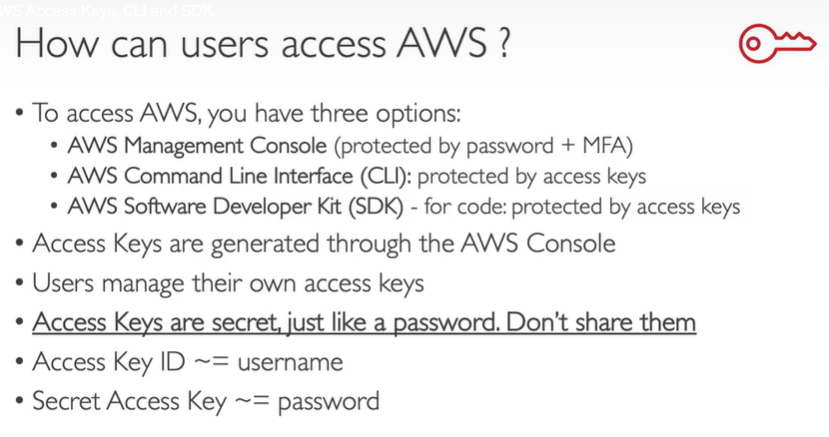 WS Access Keys, CLI and SDK
How can users access AWS ?
• To access AWS, you have three options:
• AWS Management Console (protected by password + MFA)
• AWS Command Line Interface (CLI): protected by access keys
• AWS Software Developer Kit (SDK) - for code: protected by access keys
• Access Keys are generated through the AWS Console
• Users manage their own access keys
• Access Keys are secret, just like a password. Don't share them
• Access Key ID ~= username
• Secret Access Key ~= password